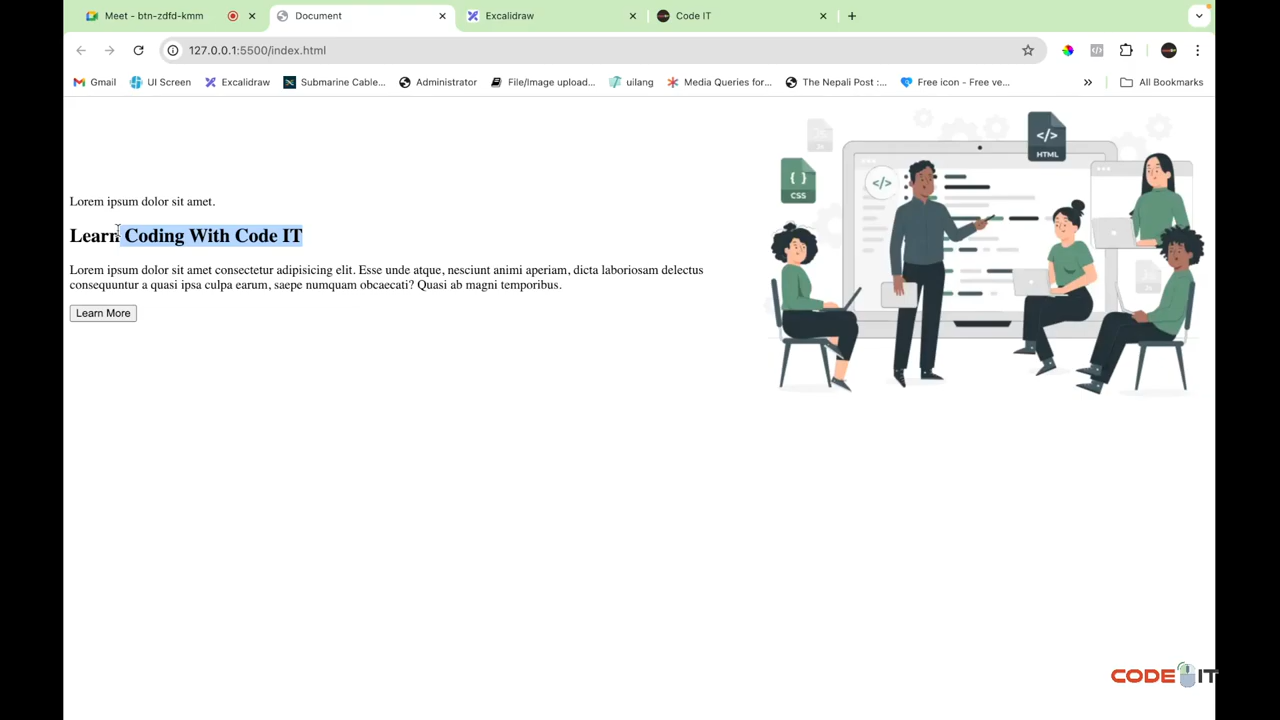 Meet - btn-zdfd-kmm
Document
Excalidraw
Code IT
127.0.0.1:5500/index.html
Gmail
UI Screen
Excalidraw
Submarine Cable...
Administrator
File/Image upload...
uilang
Media Queries for...
The Nepali Post :...
Free icon - Free ve...
»
All Bookmarks
</>
HTML
{ }
CSS
</>
Lorem ipsum dolor sit amet.
Learn Coding With Code IT
Lorem ipsum dolor sit amet consectetur adipisicing elit. Esse unde atque, nesciunt animi aperiam, dicta laboriosam delectus
consequuntur a quasi ipsa culpa earum, saepe numquam obcaecati? Quasi ab magni temporibus.
Learn More
CODE IT